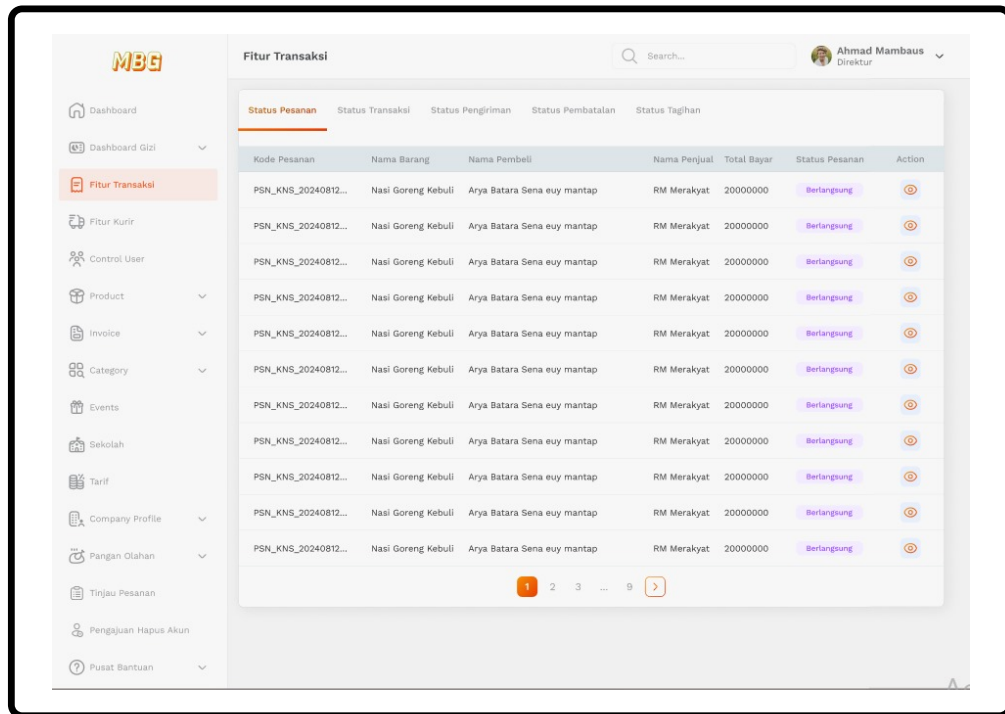 MBG
Fitur Transaksi
Search...
Ahmad Mambaus
Direktur
Dashboard
Dashboard Gizi
Fitur Transaksi
Fitur Kurir
Control User
Product
Invoice
Category
Events
Sekolah
Tarif
Company Profile
Pangan Olahan
Tinjau Pesanan
Pengajuan Hapus Akun
Pusat Bantuan
Status Pesanan Status Transaksi Status Pengiriman Status Pembatalan Status Tagihan
Kode Pesanan Nama Barang Nama Pembeli Nama Penjual Total Bayar Status Pesanan Action
PSN_KNS_20240812... Nasi Goreng Kebuli Arya Batara Sena euy mantap RM Merakyat 20000000 Berlangsung
PSN_KNS_20240812... Nasi Goreng Kebuli Arya Batara Sena euy mantap RM Merakyat 20000000 Berlangsung
PSN_KNS_20240812... Nasi Goreng Kebuli Arya Batara Sena euy mantap RM Merakyat 20000000 Berlangsung
PSN_KNS_20240812... Nasi Goreng Kebuli Arya Batara Sena euy mantap RM Merakyat 20000000 Berlangsung
PSN_KNS_20240812... Nasi Goreng Kebuli Arya Batara Sena euy mantap RM Merakyat 20000000 Berlangsung
PSN_KNS_20240812... Nasi Goreng Kebuli Arya Batara Sena euy mantap RM Merakyat 20000000 Berlangsung
PSN_KNS_20240812... Nasi Goreng Kebuli Arya Batara Sena euy mantap RM Merakyat 20000000 Berlangsung
PSN_KNS_20240812... Nasi Goreng Kebuli Arya Batara Sena euy mantap RM Merakyat 20000000 Berlangsung
PSN_KNS_20240812... Nasi Goreng Kebuli Arya Batara Sena euy mantap RM Merakyat 20000000 Berlangsung
PSN_KNS_20240812... Nasi Goreng Kebuli Arya Batara Sena euy mantap RM Merakyat 20000000 Berlangsung
PSN_KNS_20240812... Nasi Goreng Kebuli Arya Batara Sena euy mantap RM Merakyat 20000000 Berlangsung
1 2 3 ... 9 >